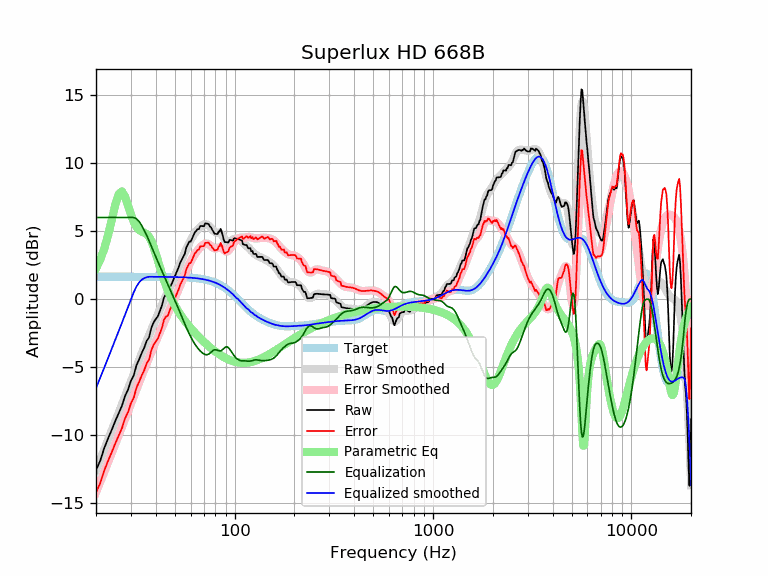 Superlux HD 668B
15
10
5
0
−5
−10
−15
Amplitude (dBr)
Target
Raw Smoothed
Error Smoothed
Raw
Error
Parametric Eq
Equalization
Equalized smoothed
100
1000
10000
Frequency (Hz)